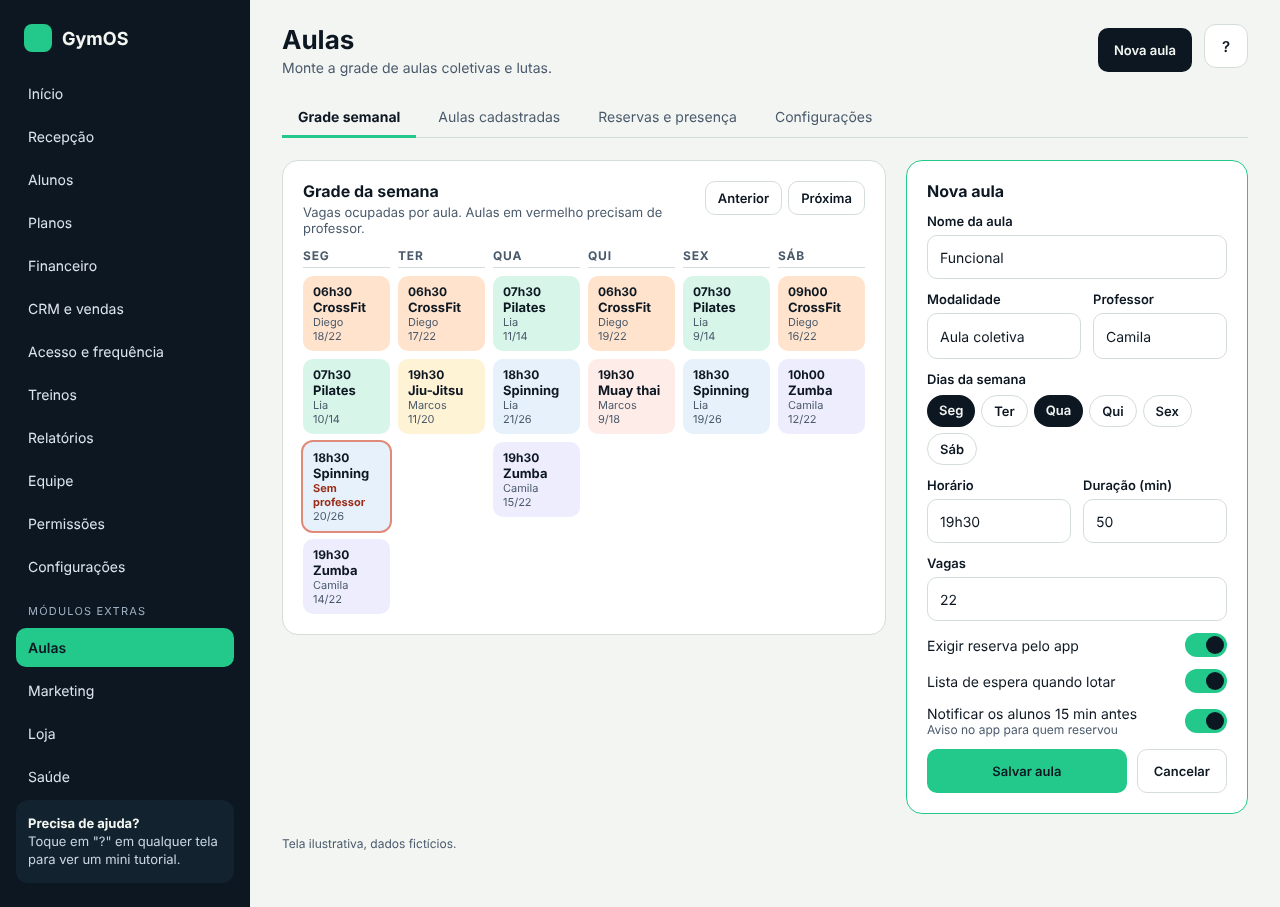 GymOS
Início
Recepção
Alunos
Planos
Financeiro
CRM e vendas
Acesso e frequência
Treinos
Relatórios
Equipe
Permissões
Configurações
MÓDULOS EXTRAS
Aulas
Marketing
Loja
Saúde
Precisa de ajuda?
Toque em "?" em qualquer tela
para ver um mini tutorial.
Aulas
Monte a grade de aulas coletivas e lutas.
Nova aula
?
Grade semanal
Aulas cadastradas
Reservas e presença
Configurações
Grade da semana
Vagas ocupadas por aula. Aulas em vermelho precisam de
professor.
Anterior
Próxima
SEG
06h30
CrossFit
Diego
18/22
07h30
Pilates
Lia
10/14
18h30
Spinning
Sem
professor
20/26
19h30
Zumba
Camila
14/22
TER
06h30
CrossFit
Diego
17/22
19h30
Jiu-Jitsu
Marcos
11/20
QUA
07h30
Pilates
Lia
11/14
18h30
Spinning
Lia
21/26
19h30
Zumba
Camila
15/22
QUI
06h30
CrossFit
Diego
19/22
19h30
Muay thai
Marcos
9/18
SEX
07h30
Pilates
Lia
9/14
18h30
Spinning
Lia
19/26
SÁB
09h00
CrossFit
Diego
16/22
10h00
Zumba
Camila
12/22
Nova aula
Nome da aula
Funcional
Modalidade
Aula coletiva
Professor
Camila
Dias da semana
Seg
Ter
Qua
Qui
Sex
Sáb
Horário
19h30
Duração (min)
50
Vagas
22
Exigir reserva pelo app
Lista de espera quando lotar
Notificar os alunos 15 min antes
Aviso no app para quem reservou
Salvar aula
Cancelar
Tela ilustrativa, dados fictícios.